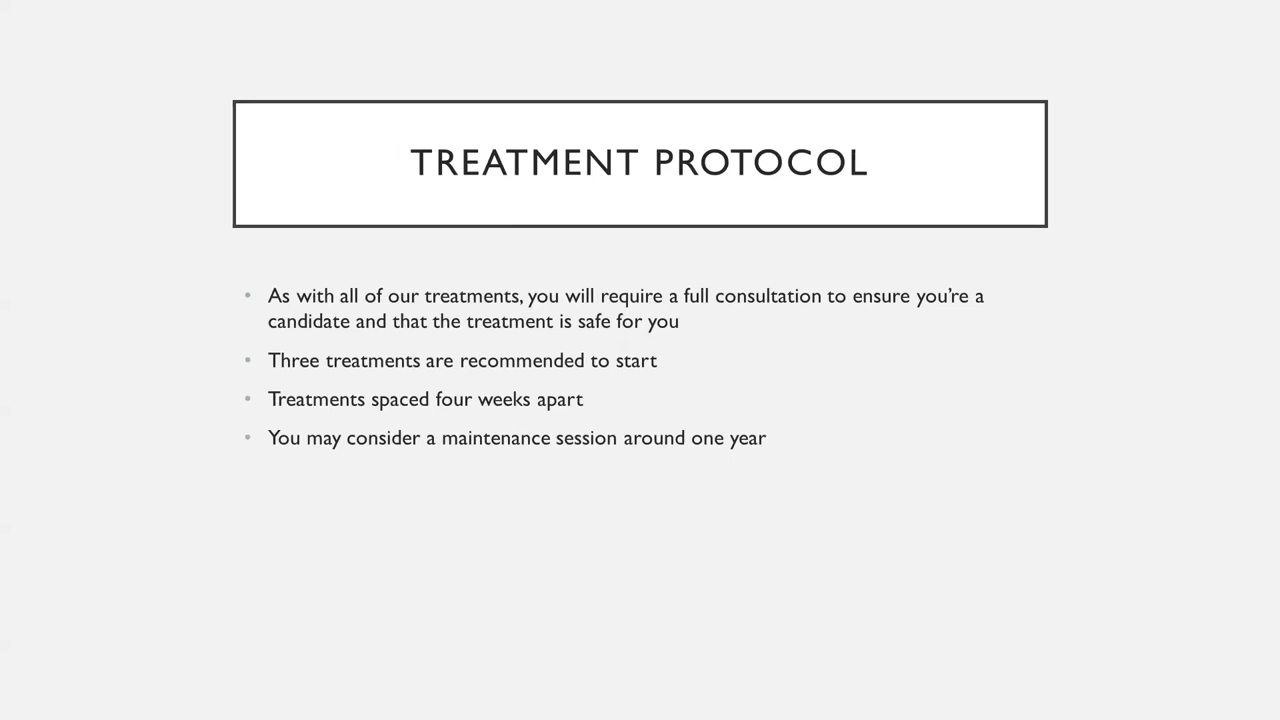 TREATMENT PROTOCOL
• As with all of our treatments, you will require a full consultation to ensure you’re a
candidate and that the treatment is safe for you
• Three treatments are recommended to start
• Treatments spaced four weeks apart
• You may consider a maintenance session around one year